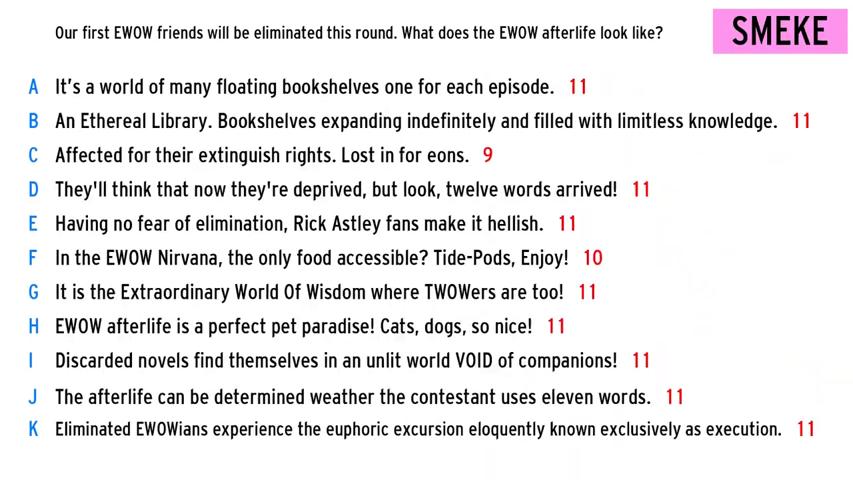 Our first EWOW friends will be eliminated this round. What does the EWOW afterlife look like?
SMEKE
A It's a world of many floating bookshelves one for each episode. 11
B An Ethereal Library. Bookshelves expanding indefinitely and filled with limitless knowledge. 11
C Affected for their extinguish rights. Lost in for eons. 9
D They'll think that now they're deprived, but look, twelve words arrived! 11
E Having no fear of elimination, Rick Astley fans make it hellish. 11
F In the EWOW Nirvana, the only food accessible? Tide-Pods, Enjoy! 10
G It is the Extraordinary World Of Wisdom where TWOWers are too! 11
H EWOW afterlife is a perfect pet paradise! Cats, dogs, so nice! 11
I Discarded novels find themselves in an unlit world VOID of companions! 11
J The afterlife can be determined weather the contestant uses eleven words. 11
K Eliminated EWOWians experience the euphoric excursion eloquently known exclusively as execution. 11